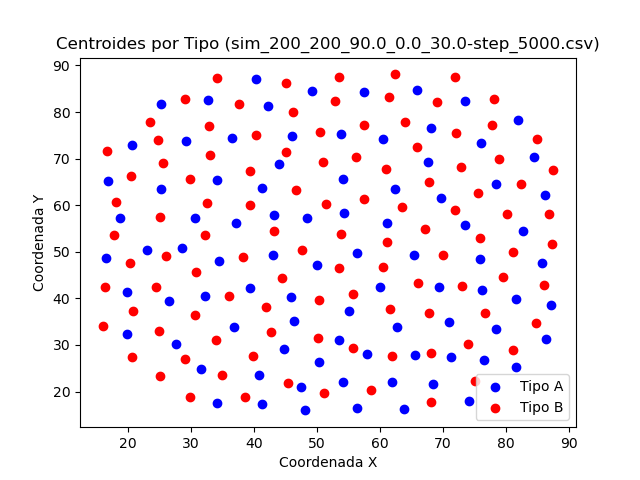 Centroides por Tipo (sim_200_200_90.0_0.0_30.0-step_5000.csv)
90
80
70
60
50
40
30
20
Coordenada Y
20 30 40 50 60 70 80 90
Coordenada X
Tipo A
Tipo B